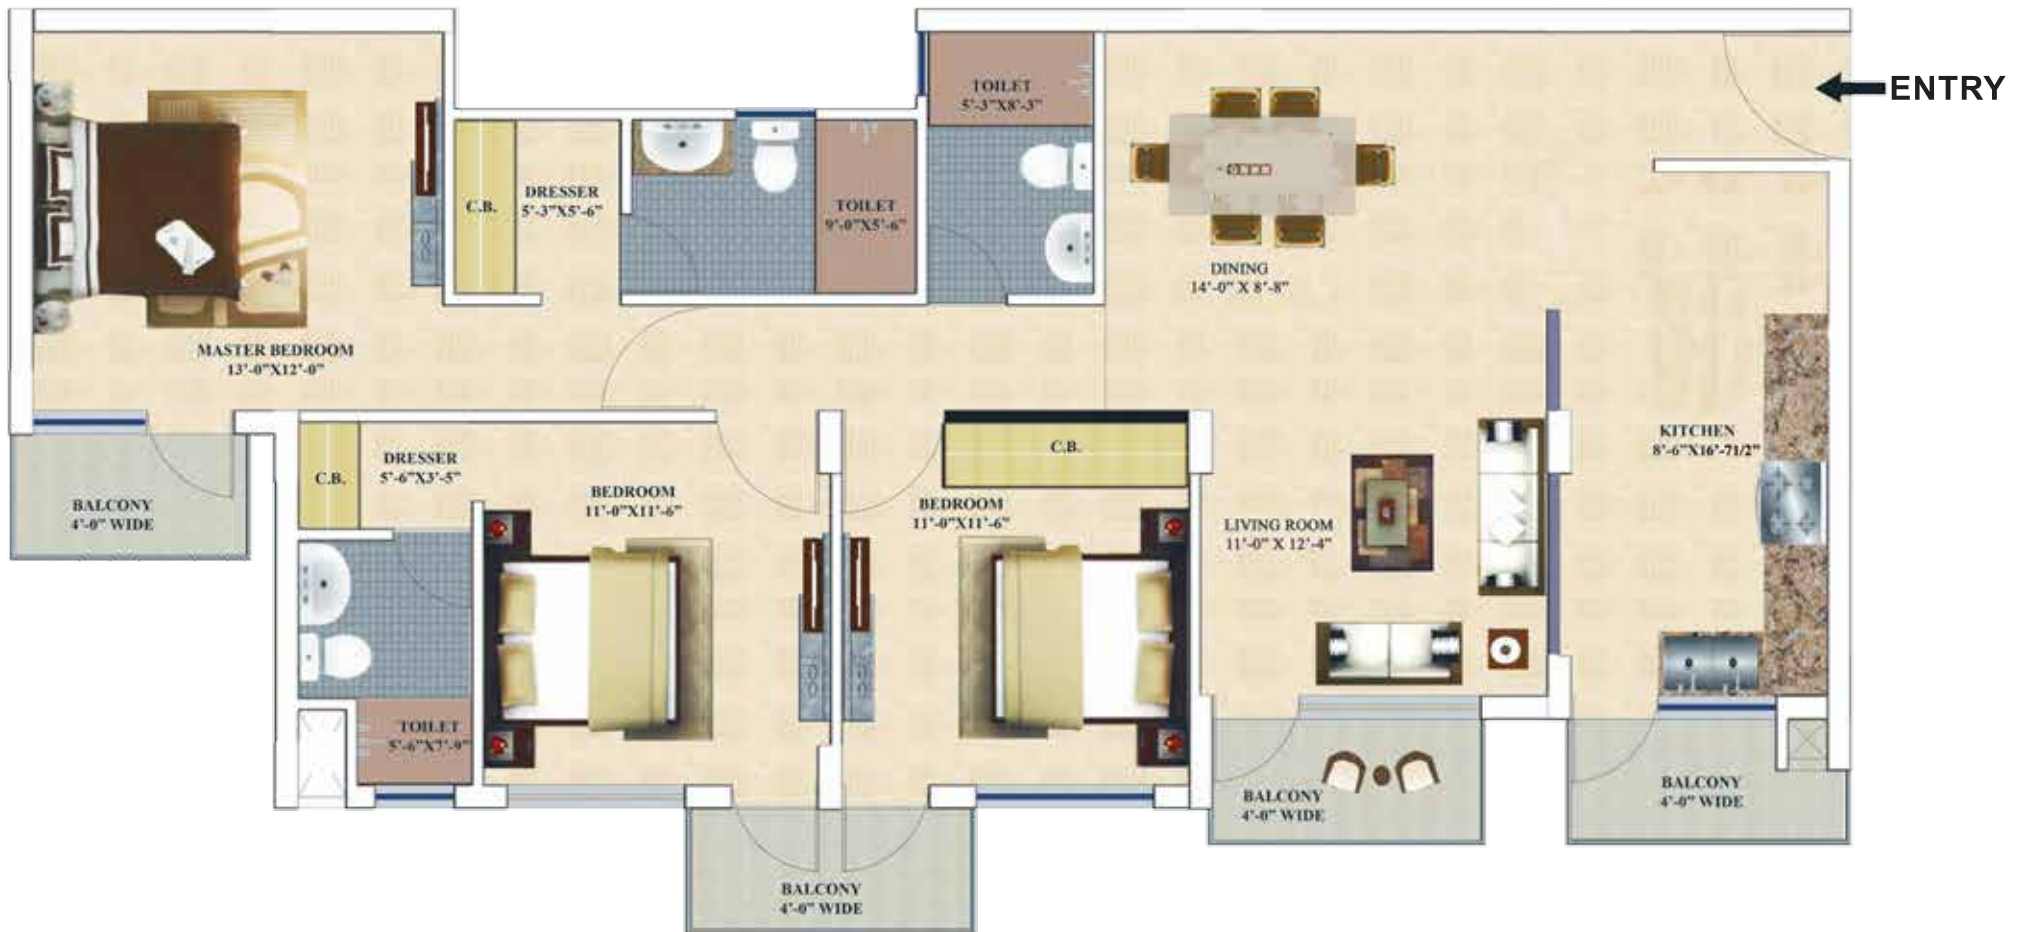 TOILET
5'-3"X8'-3"
ENTRY
C.B.
DRESSER
5'-3"X5'-6"
TOILET
9'-0"X5'-6"
DINING
14'-0" X 8'-8"
MASTER BEDROOM
13'-0"X12'-0"
BALCONY
4'-0" WIDE
C.B.
DRESSER
5'-6"X3'-5"
BEDROOM
11'-0"X11'-6"
C.B.
BEDROOM
11'-0"X11'-6"
LIVING ROOM
11'-0" X 12'-4"
KITCHEN
8'-6"X16'-71/2"
TOILET
5'-6"X7'-9"
BALCONY
4'-0" WIDE
BALCONY
4'-0" WIDE
BALCONY
4'-0" WIDE